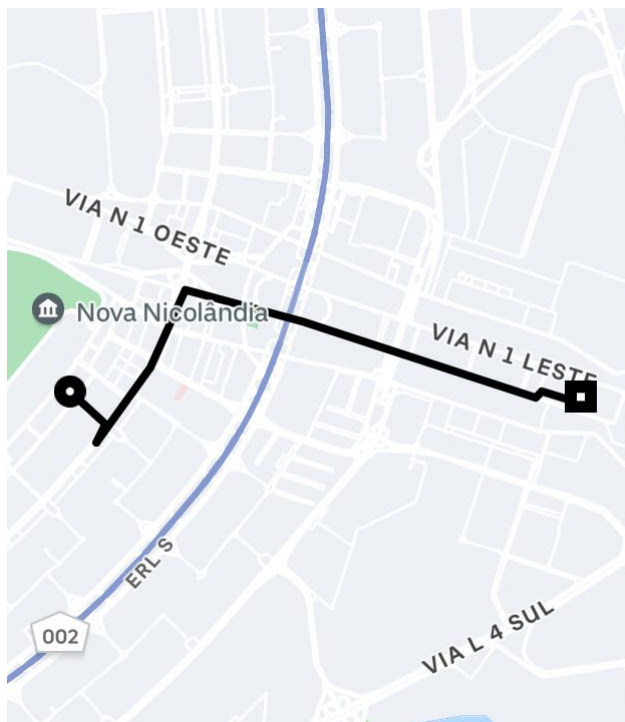 VIA N 1 OESTE
Nova Nicolândia
VIA N 1 LESTE
ERL S
002
VIA L 4 SUL